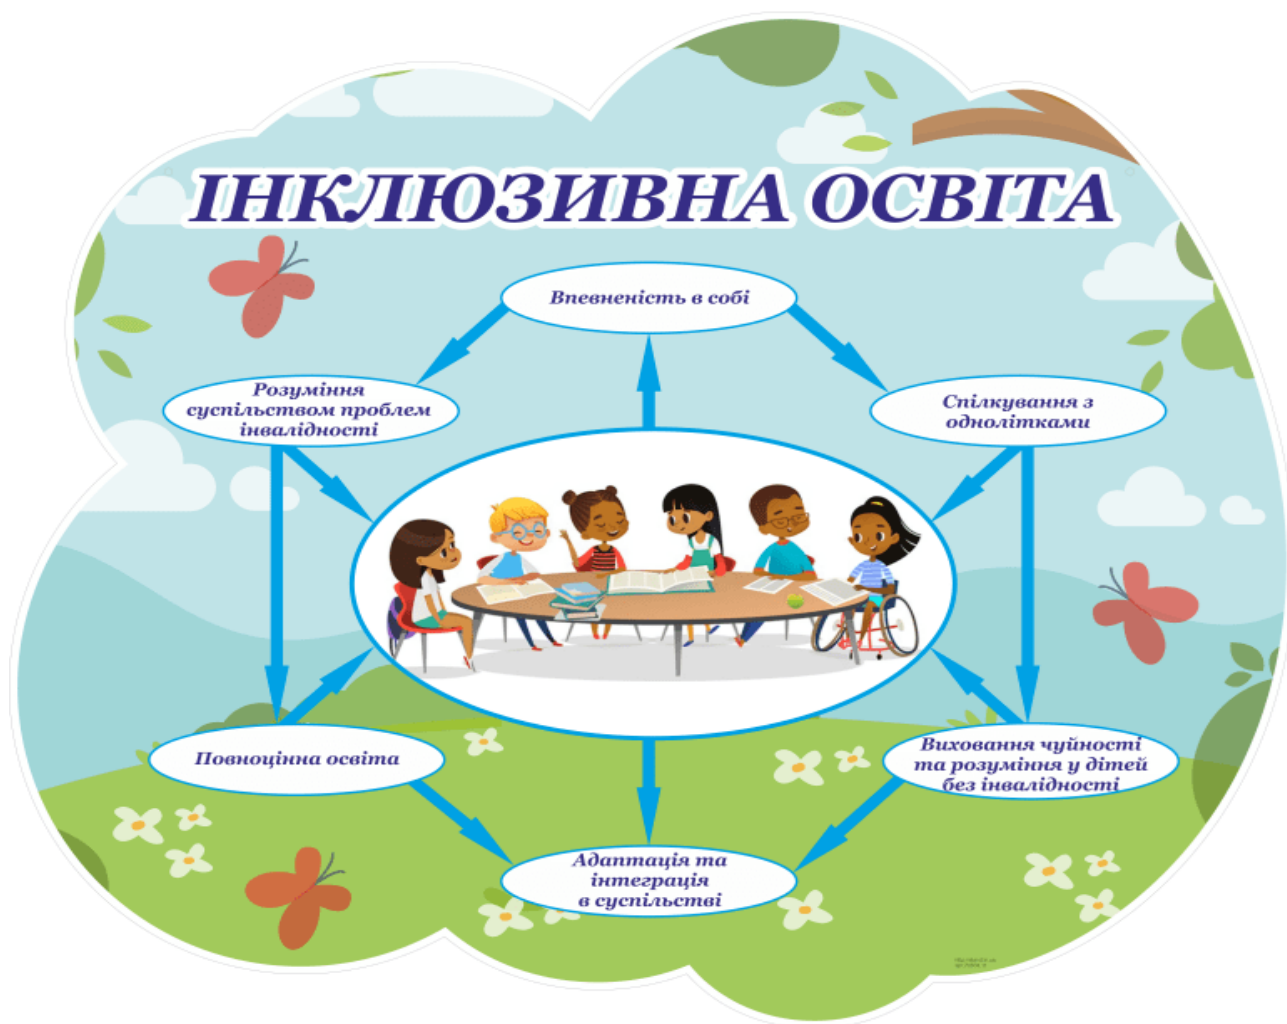 ІНКЛЮЗИВНА ОСВІТА
Впевненість в собі
Розуміння
суспільством проблем
інвалідності
Спілкування з
однолітками
Повноцінна освіта
Виховання чуйності
та розуміння у дітей
без інвалідності
Адаптація та
інтеграція
в суспільстві